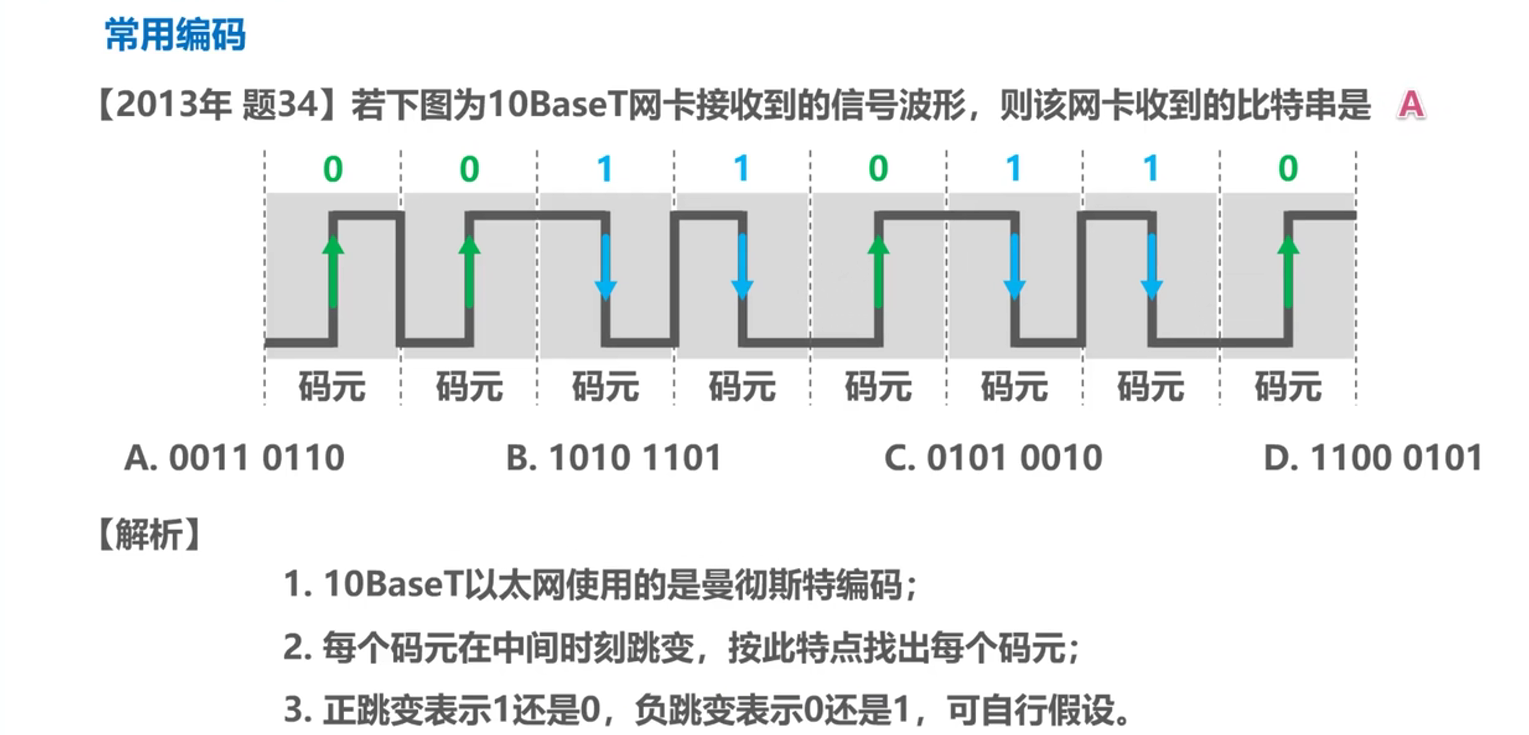 常用编码
【2013年 题34】若下图为10BaseT网卡接收到的信号波形，则该网卡收到的比特串是 A
0 0 1 1 0 1 1 0
码元 码元 码元 码元 码元 码元 码元 码元
A. 0011 0110 B. 1010 1101 C. 0101 0010 D. 1100 0101
【解析】
1. 10BaseT以太网使用的是曼彻斯特编码；
2. 每个码元在中间时刻跳变，按此特点找出每个码元；
3. 正跳变表示1还是0，负跳变表示0还是1，可自行假设。